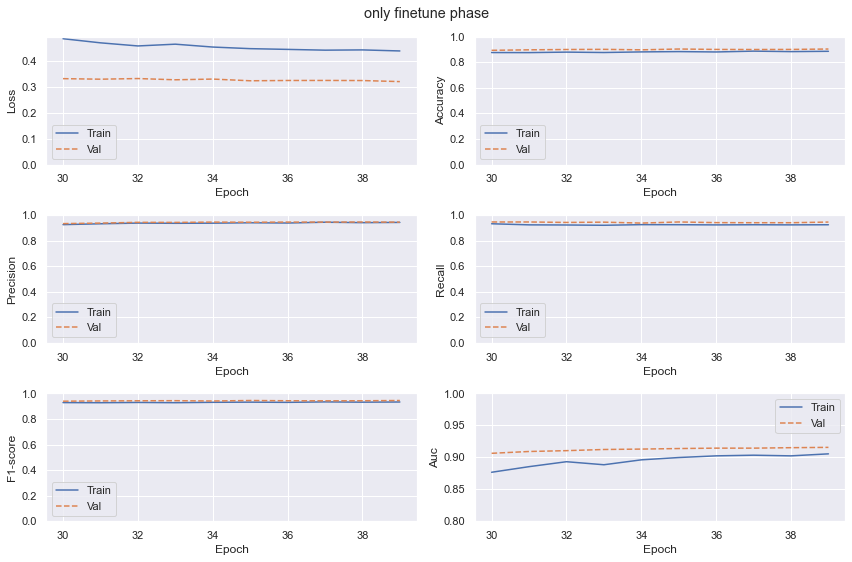 only finetune phase
Loss
0.4
0.3
0.2
0.1
0.0
Train
Val
30 32 34 36 38
Epoch
Accuracy
1.0
0.8
0.6
0.4
0.2
0.0
Train
Val
30 32 34 36 38
Epoch
Precision
1.0
0.8
0.6
0.4
0.2
0.0
Train
Val
30 32 34 36 38
Epoch
Recall
1.0
0.8
0.6
0.4
0.2
0.0
Train
Val
30 32 34 36 38
Epoch
F1-score
1.0
0.8
0.6
0.4
0.2
0.0
Train
Val
30 32 34 36 38
Epoch
Auc
1.00
0.95
0.90
0.85
0.80
Train
Val
30 32 34 36 38
Epoch